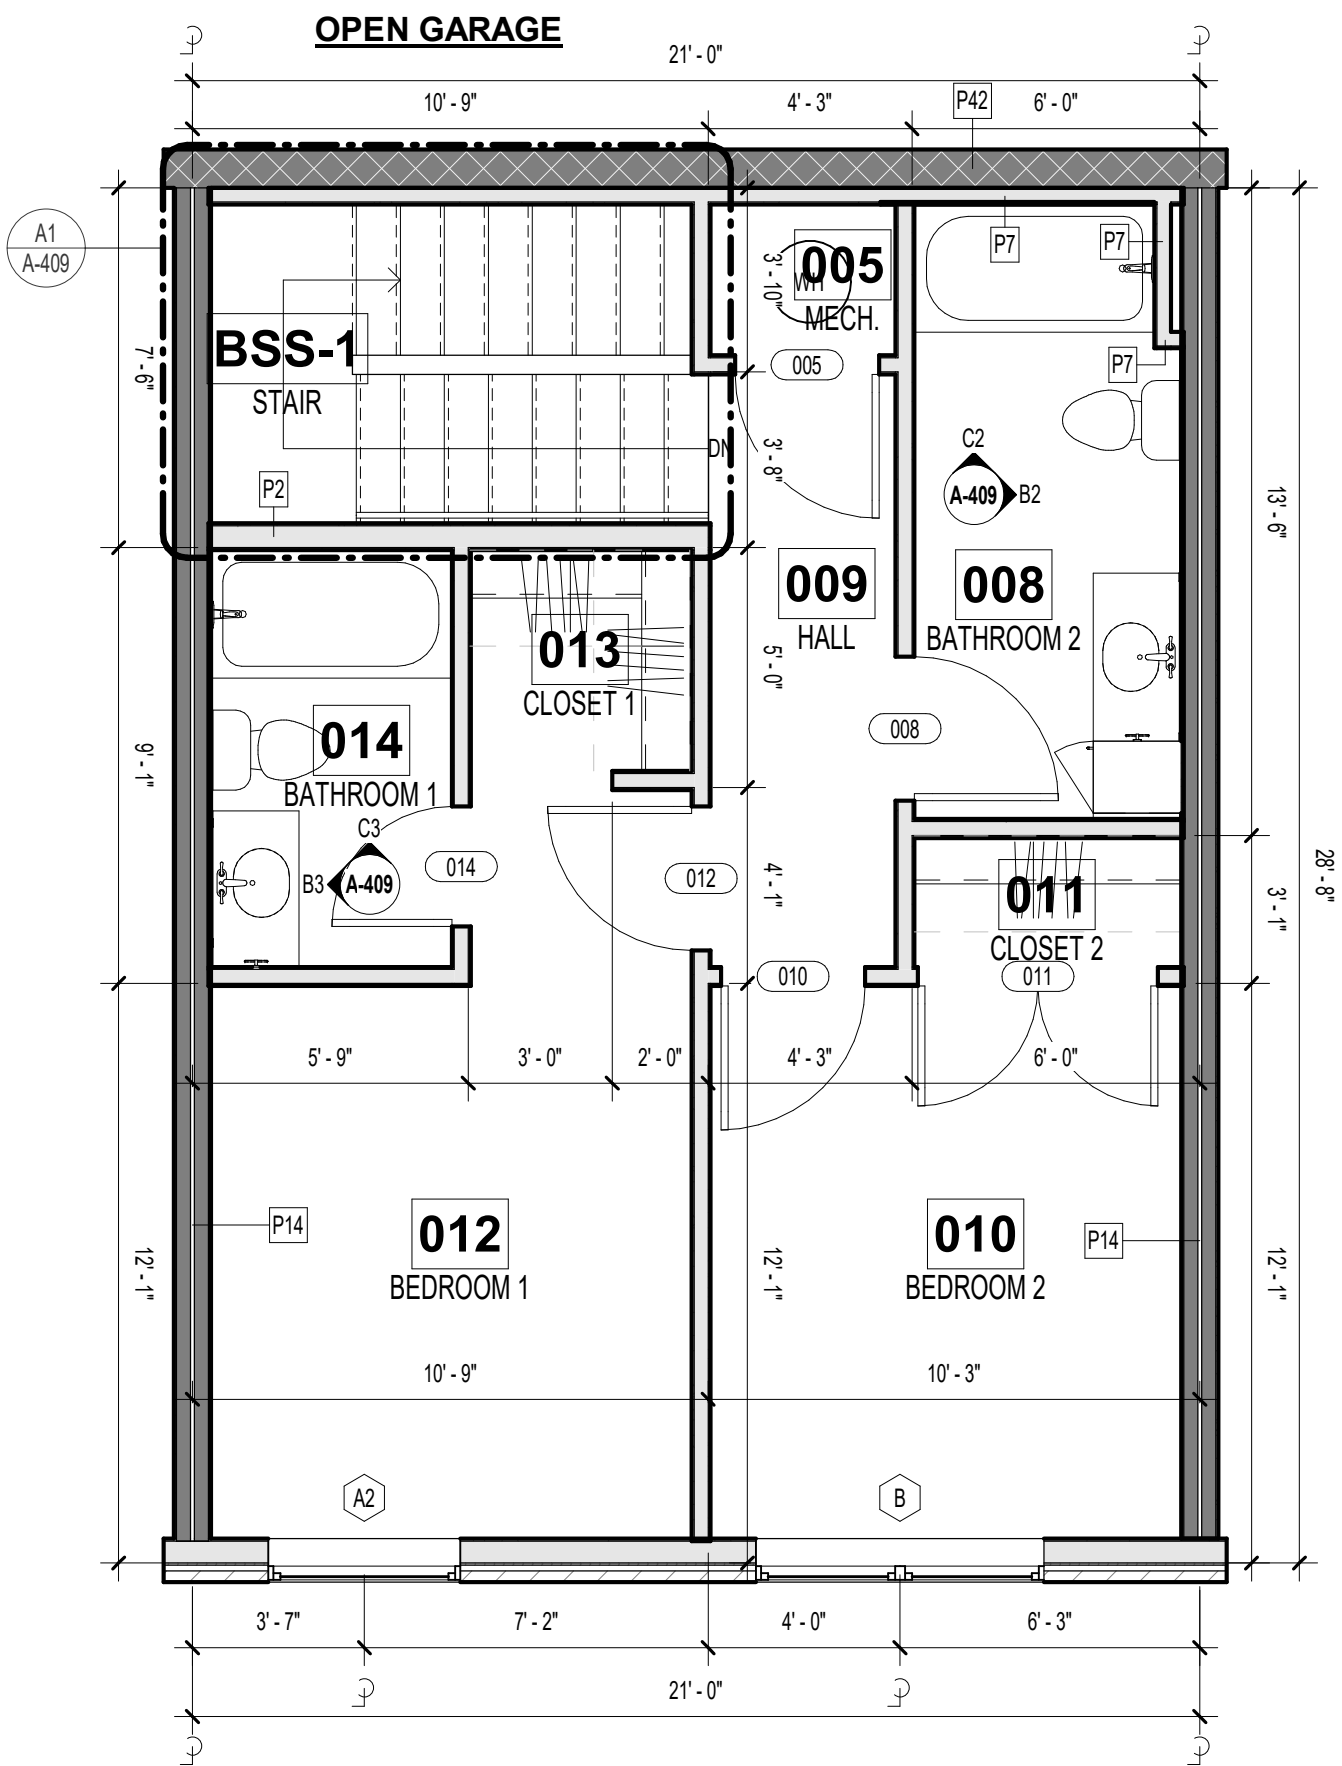 OPEN GARAGE
21' - 0"
10' - 9"
4' - 3"
P42
6' - 0"
A1
A-409
005
MECH.
WH
3' - 10"
P7
P7
P7
BSS-1
STAIR
7' - 6"
005
DN
3' - 8"
P2
C2
A-409
B2
13' - 6"
009
HALL
008
BATHROOM 2
013
CLOSET 1
5' - 0"
014
BATHROOM 1
9' - 1"
008
C3
B3
A-409
014
012
4' - 1"
011
CLOSET 2
3' - 1"
28' - 8"
010
011
5' - 9"
3' - 0"
2' - 0"
4' - 3"
6' - 0"
P14
012
BEDROOM 1
010
BEDROOM 2
P14
12' - 1"
12' - 1"
12' - 1"
10' - 9"
10' - 3"
A2
B
3' - 7"
7' - 2"
4' - 0"
6' - 3"
21' - 0"